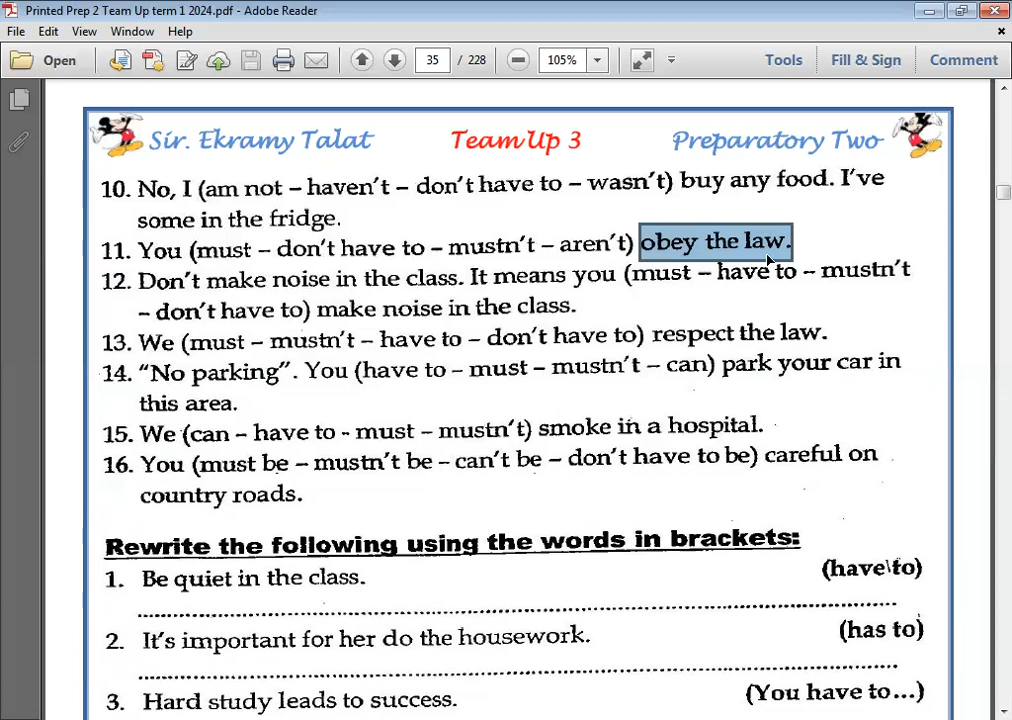 Printed Prep 2 Team Up term 1 2024.pdf - Adobe Reader
File Edit View Window Help
Open 35 / 228 105% Tools Fill & Sign Comment
Sir. Ekramy Talat Team Up 3 Preparatory Two
10. No, I (am not – haven't – don't have to – wasn't) buy any food. I've
some in the fridge.
11. You (must – don't have to – mustn't – aren't) obey the law.
12. Don't make noise in the class. It means you (must – have to – mustn't
– don't have to) make noise in the class.
13. We (must – mustn't – have to – don't have to) respect the law.
14. “No parking”. You (have to – must – mustn't – can) park your car in
this area.
15. We (can – have to - must – mustn't) smoke in a hospital.
16. You (must be – mustn't be – can't be – don't have to be) careful on
country roads.
Rewrite the following using the words in brackets:
1. Be quiet in the class. (have to)
2. It's important for her do the housework. (has to)
3. Hard study leads to success. (You have to...)